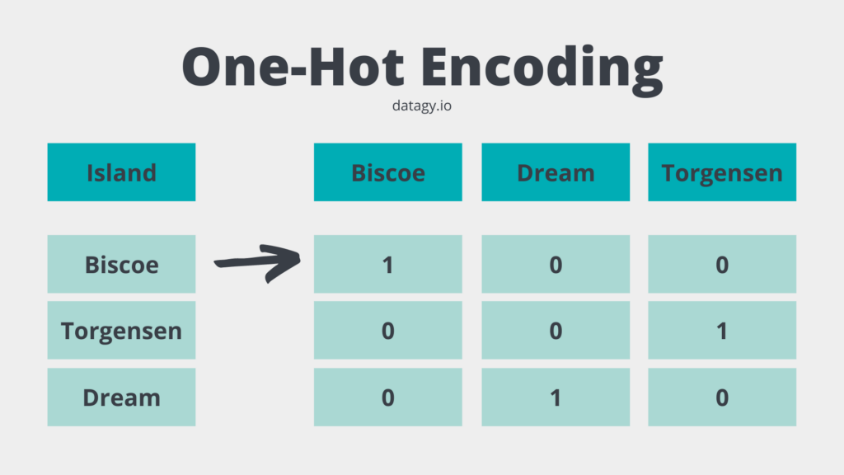 One-Hot Encoding
datagy.io
Island Biscoe Dream Torgensen
Biscoe 1 0 0
Torgensen 0 0 1
Dream 0 1 0